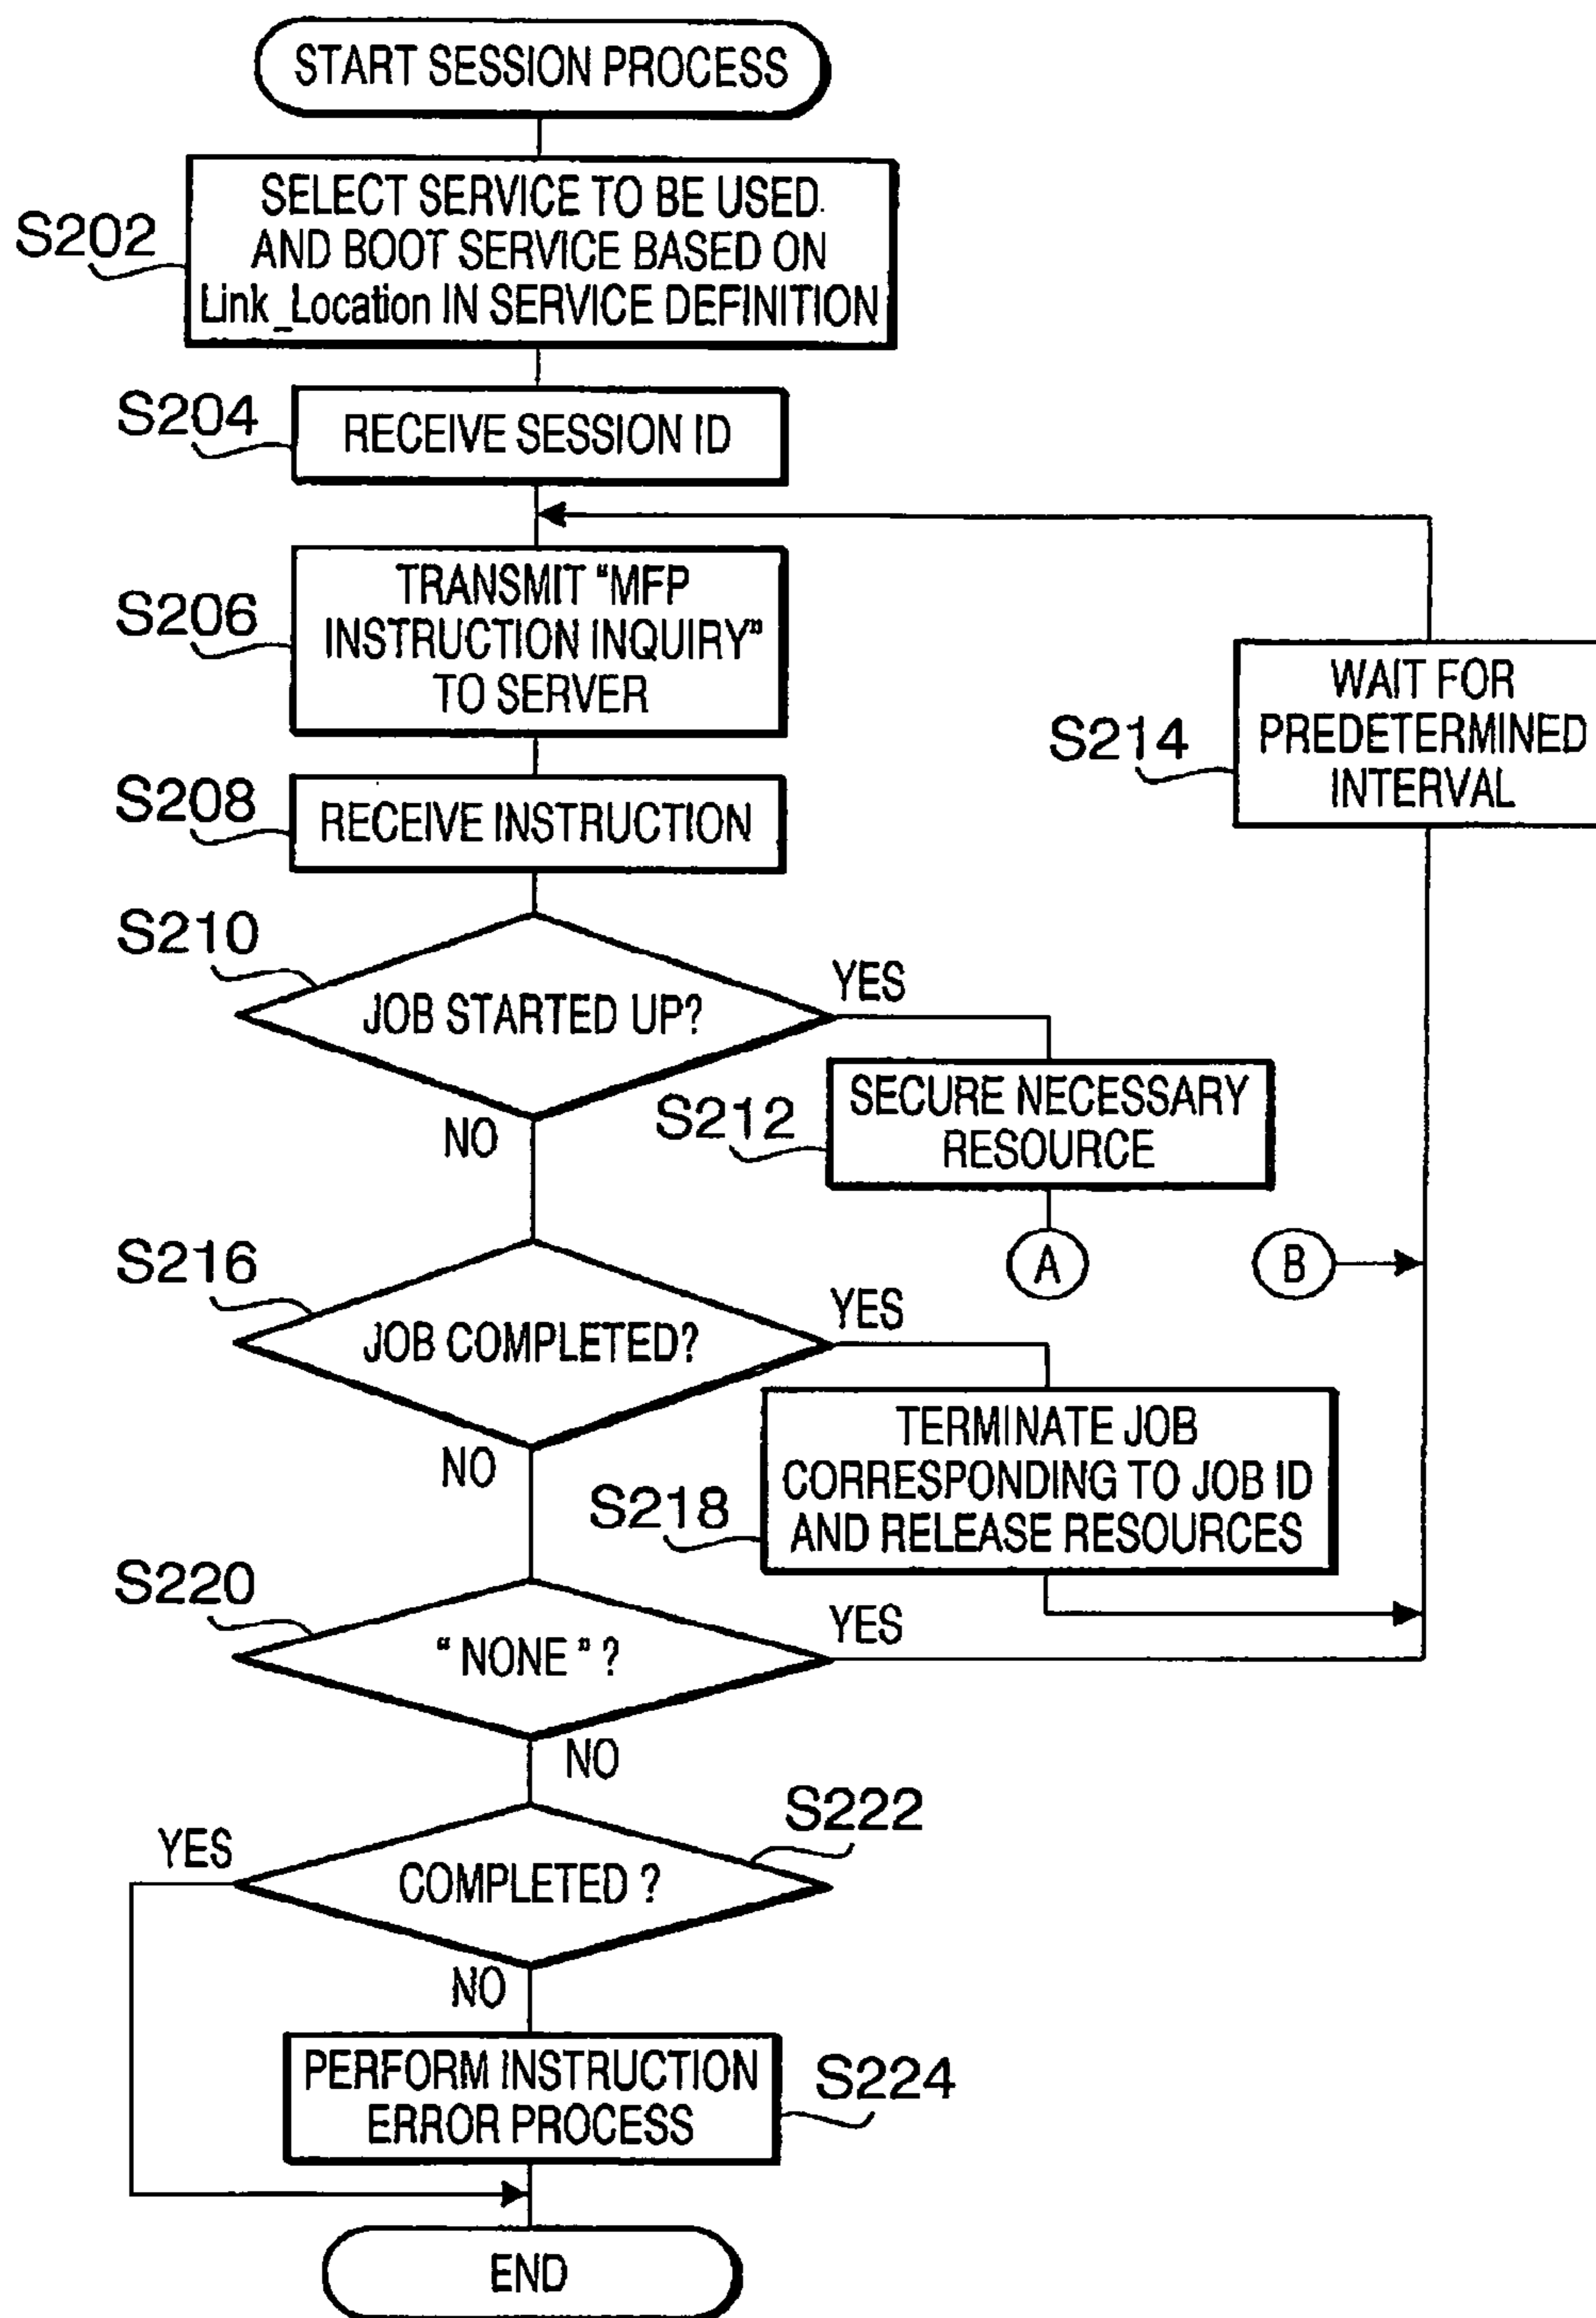 START SESSION PROCESS
S202
SELECT SERVICE TO BE USED
AND BOOT SERVICE BASED ON
Link_Location IN SERVICE DEFINITION
S204
RECEIVE SESSION ID
S206
TRANSMIT “MFP
INSTRUCTION INQUIRY”
TO SERVER
S214
WAIT FOR
PREDETERMINED
INTERVAL
S208
RECEIVE INSTRUCTION
S210
JOB STARTED UP?
YES
NO
S212
SECURE NECESSARY
RESOURCE
A
B
S216
JOB COMPLETED?
YES
NO
S218
TERMINATE JOB
CORRESPONDING TO JOB ID
AND RELEASE RESOURCES
S220
“ NONE ” ?
YES
NO
S222
COMPLETED ?
YES
NO
PERFORM INSTRUCTION
ERROR PROCESS
S224
END